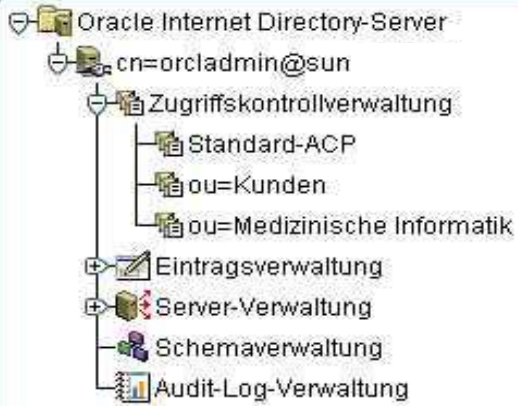 Oracle Internet Directory-Server
cn=orcladmin@sun
Zugriffskontrollverwaltung
Standard-ACP
ou=Kunden
ou=Medizinische Informatik
Eintragsverwaltung
Server-Verwaltung
Schemaverwaltung
Audit-Log-Verwaltung